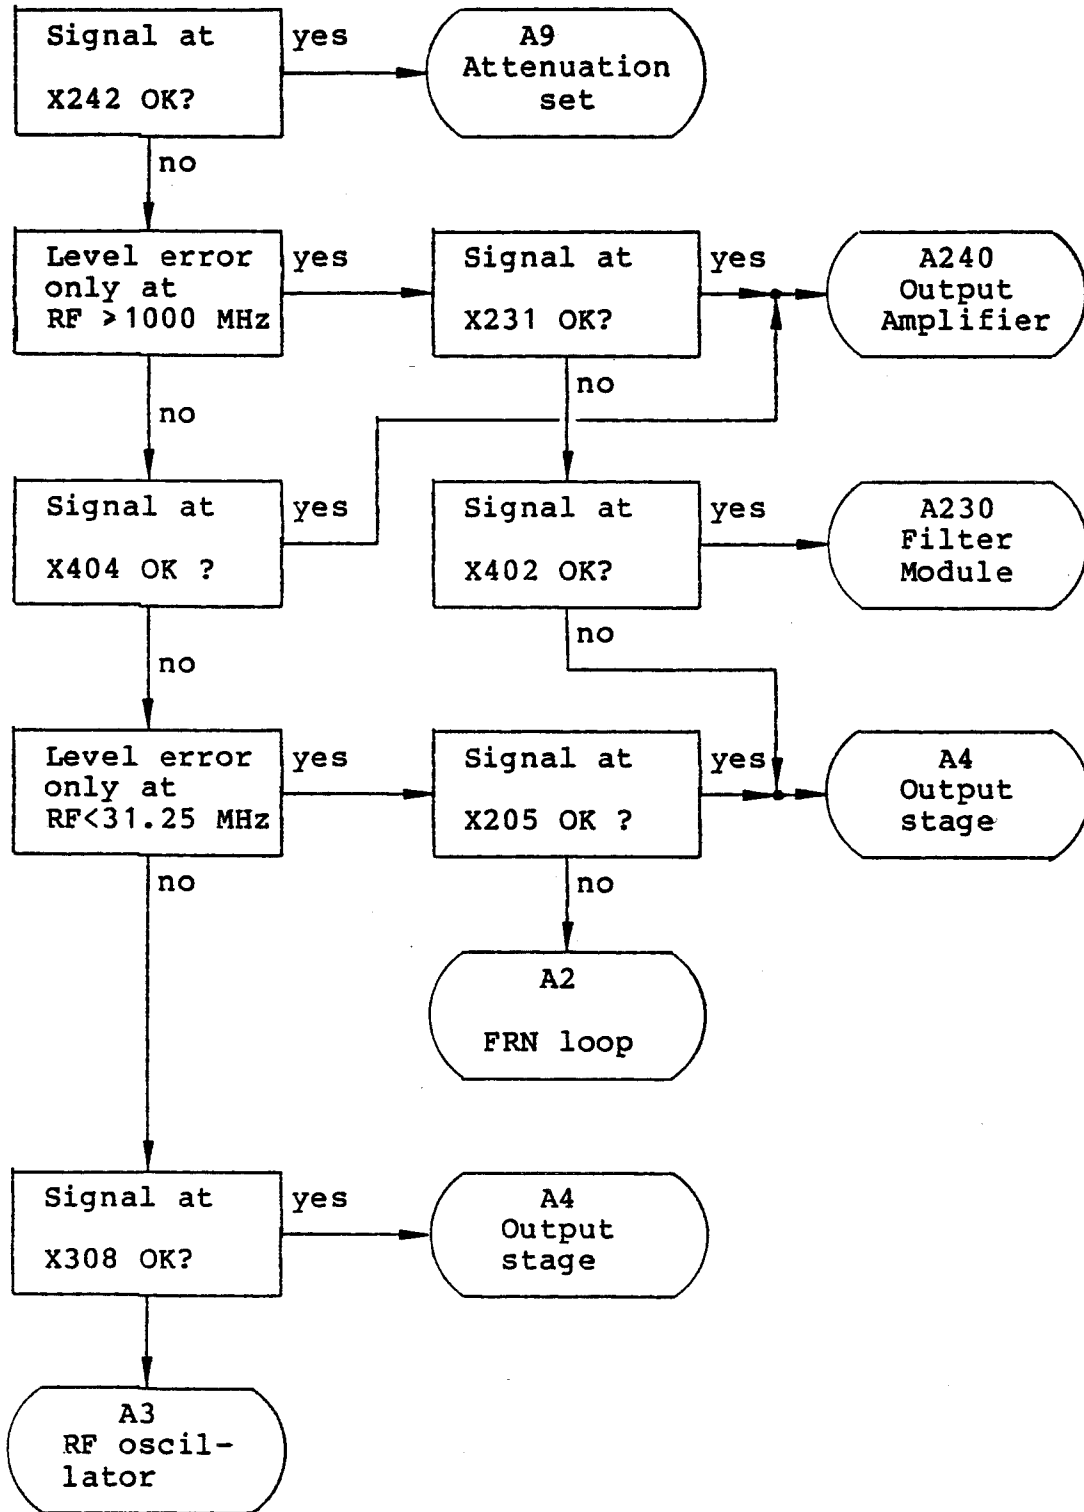 Signal at
X242 OK?
yes
A9
Attenuation
set
no
Level error
only at
RF >1000 MHz
yes
Signal at
X231 OK?
yes
A240
Output
Amplifier
no
no
Signal at
X404 OK ?
yes
Signal at
X402 OK?
yes
A230
Filter
Module
no
no
Level error
only at
RF<31.25 MHz
yes
Signal at
X205 OK ?
yes
A4
Output
stage
no
no
A2
FRN loop
Signal at
X308 OK?
yes
A4
Output
stage
A3
RF oscil-
lator